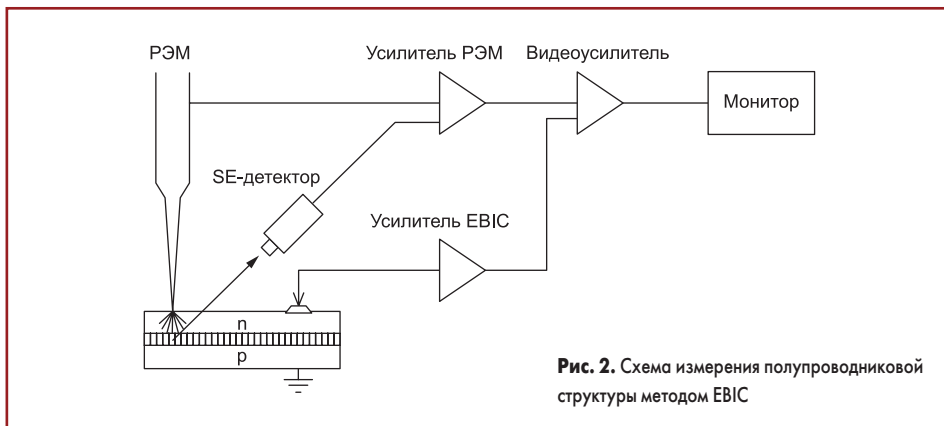 РЭМ
Усилитель РЭМ
Видеоусилитель
Монитор
SE-детектор
Усилитель EBIC
n
p
Рис. 2. Схема измерения полупроводниковой
структуры методом EBIC